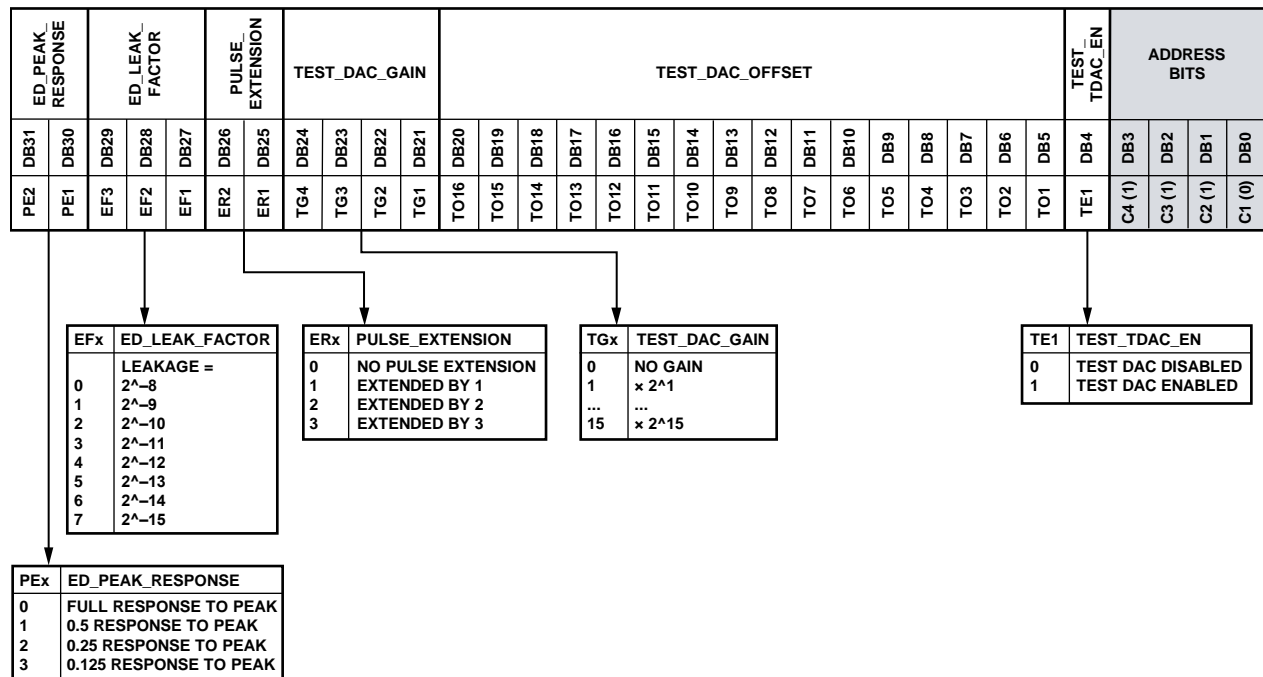 ED_PEAK_
RESPONSE
ED_LEAK_
FACTOR
PULSE_
EXTENSION
TEST_DAC_GAIN
TEST_DAC_OFFSET
TEST_
TDAC_EN
ADDRESS
BITS
DB31 DB30 DB29 DB28 DB27 DB26 DB25 DB24 DB23 DB22 DB21 DB20 DB19 DB18 DB17 DB16 DB15 DB14 DB13 DB12 DB11 DB10 DB9 DB8 DB7 DB6 DB5 DB4 DB3 DB2 DB1 DB0
PE2 PE1 EF3 EF2 EF1 ER2 ER1 TG4 TG3 TG2 TG1 TO16 TO15 TO14 TO13 TO12 TO11 TO10 TO9 TO8 TO7 TO6 TO5 TO4 TO3 TO2 TO1 TE1 C4 (1) C3 (1) C2 (1) C1 (0)
EFx ED_LEAK_FACTOR
LEAKAGE =
0 2^–8
1 2^–9
2 2^–10
3 2^–11
4 2^–12
5 2^–13
6 2^–14
7 2^–15
ERx PULSE_EXTENSION
0 NO PULSE EXTENSION
1 EXTENDED BY 1
2 EXTENDED BY 2
3 EXTENDED BY 3
TGx TEST_DAC_GAIN
0 NO GAIN
1 × 2^1
... ...
15 × 2^15
TE1 TEST_TDAC_EN
0 TEST DAC DISABLED
1 TEST DAC ENABLED
PEx ED_PEAK_RESPONSE
0 FULL RESPONSE TO PEAK
1 0.5 RESPONSE TO PEAK
2 0.25 RESPONSE TO PEAK
3 0.125 RESPONSE TO PEAK